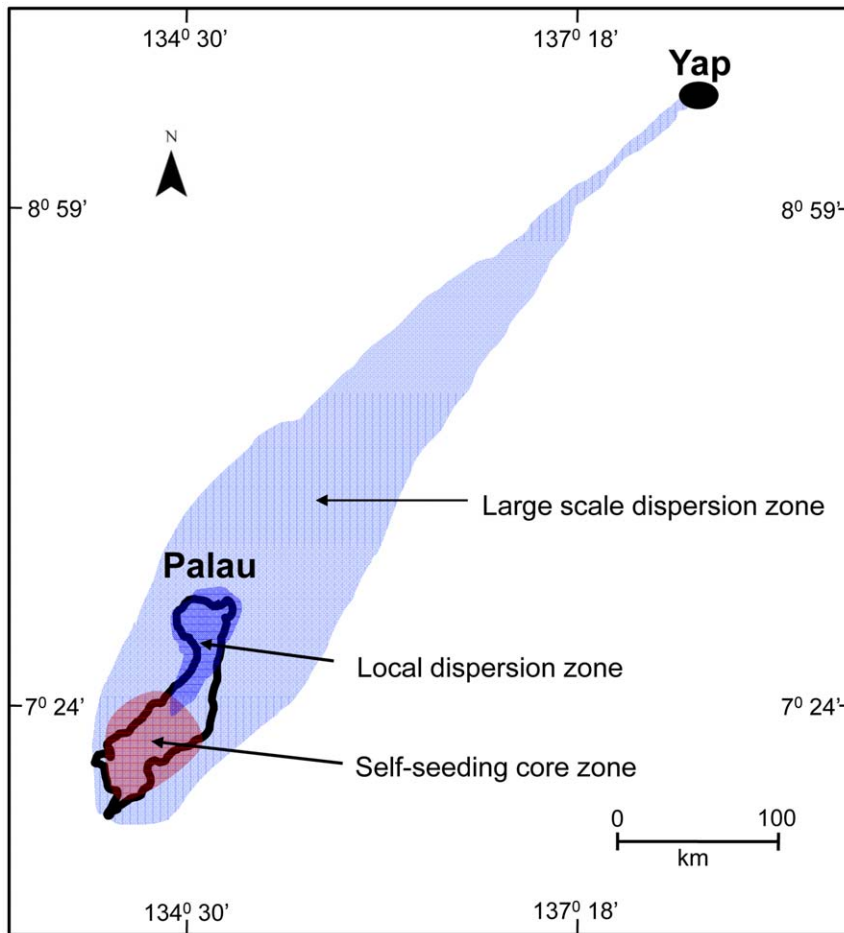 134⁰ 30’ 137⁰ 18’
Yap
N
8⁰ 59’ 8⁰ 59’
Large scale dispersion zone
Palau
Local dispersion zone
7⁰ 24’ 7⁰ 24’
Self-seeding core zone
0 100
km
134⁰ 30’ 137⁰ 18’